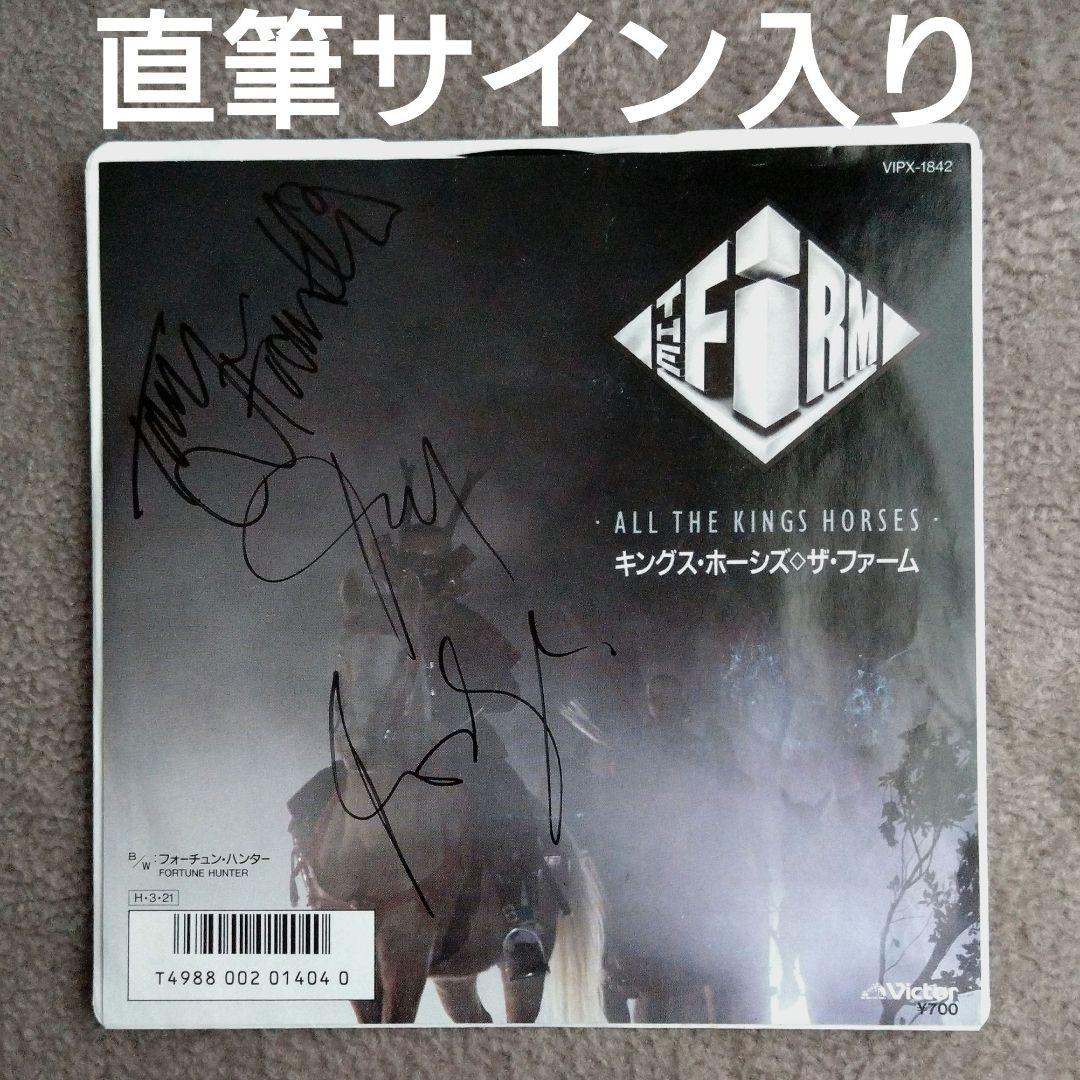 直筆サイン入り
VIPX-1842
THE FiRM
· ALL THE KINGS HORSES ·
キングス・ホーシズ◇ザ・ファーム
B/W:フォーチュン・ハンター
FORTUNE HUNTER
H・3・21
T4988 002 01404 0
Victor
¥700